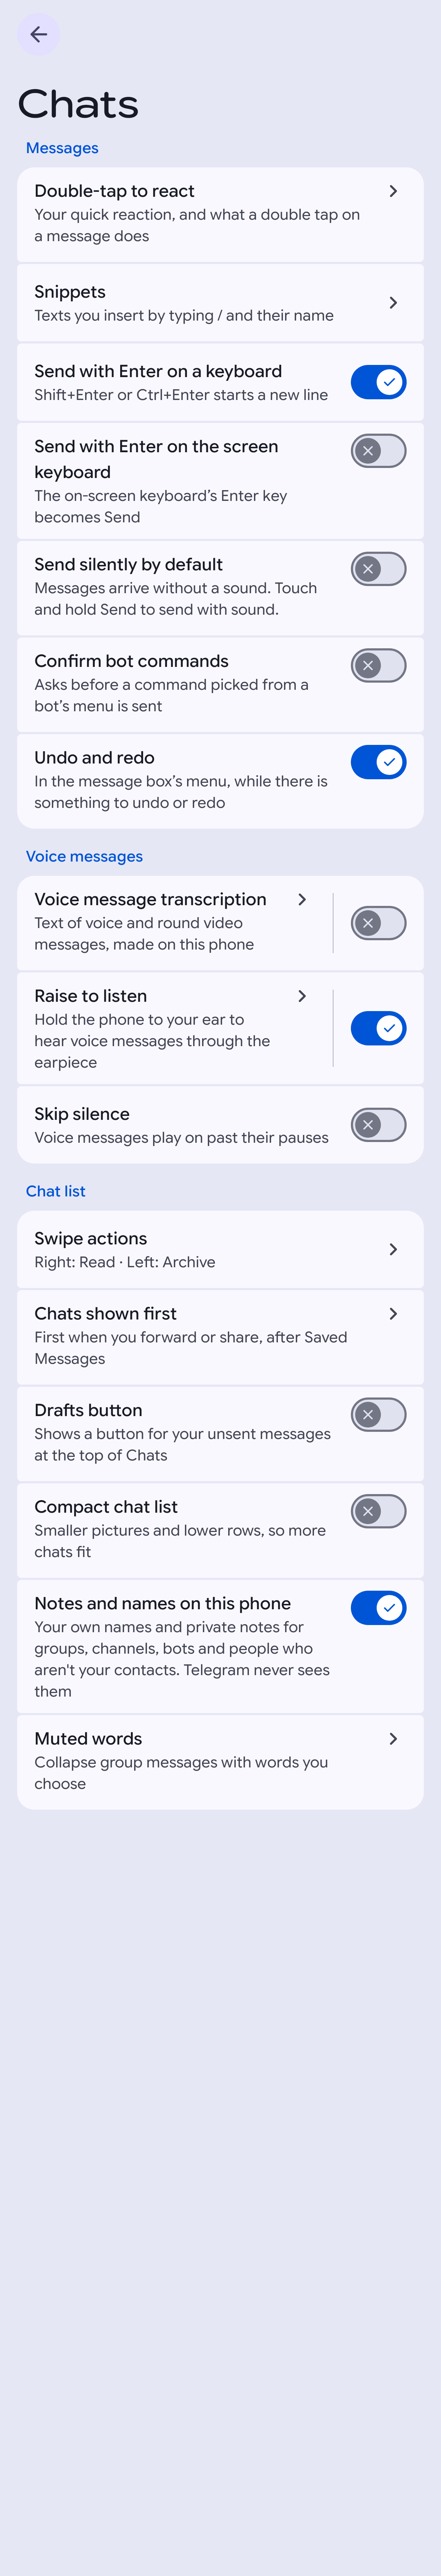 Chats
Messages
Double-tap to react
Your quick reaction, and what a double tap on
a message does
Snippets
Texts you insert by typing / and their name
Send with Enter on a keyboard
Shift+Enter or Ctrl+Enter starts a new line
Send with Enter on the screen
keyboard
The on-screen keyboard’s Enter key
becomes Send
Send silently by default
Messages arrive without a sound. Touch
and hold Send to send with sound.
Confirm bot commands
Asks before a command picked from a
bot’s menu is sent
Undo and redo
In the message box’s menu, while there is
something to undo or redo
Voice messages
Voice message transcription
Text of voice and round video
messages, made on this phone
Raise to listen
Hold the phone to your ear to
hear voice messages through the
earpiece
Skip silence
Voice messages play on past their pauses
Chat list
Swipe actions
Right: Read · Left: Archive
Chats shown first
First when you forward or share, after Saved
Messages
Drafts button
Shows a button for your unsent messages
at the top of Chats
Compact chat list
Smaller pictures and lower rows, so more
chats fit
Notes and names on this phone
Your own names and private notes for
groups, channels, bots and people who
aren't your contacts. Telegram never sees
them
Muted words
Collapse group messages with words you
choose